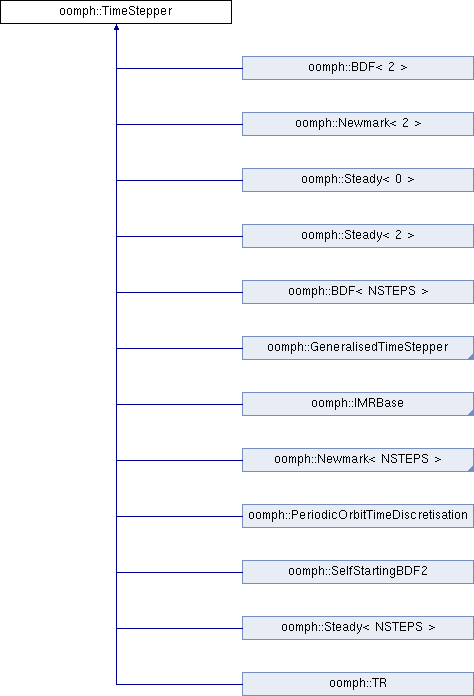 oomph::TimeStepper
oomph::BDF< 2 >
oomph::Newmark< 2 >
oomph::Steady< 0 >
oomph::Steady< 2 >
oomph::BDF< NSTEPS >
oomph::GeneralisedTimeStepper
oomph::IMRBase
oomph::Newmark< NSTEPS >
oomph::PeriodicOrbitTimeDiscretisation
oomph::SelfStartingBDF2
oomph::Steady< NSTEPS >
oomph::TR